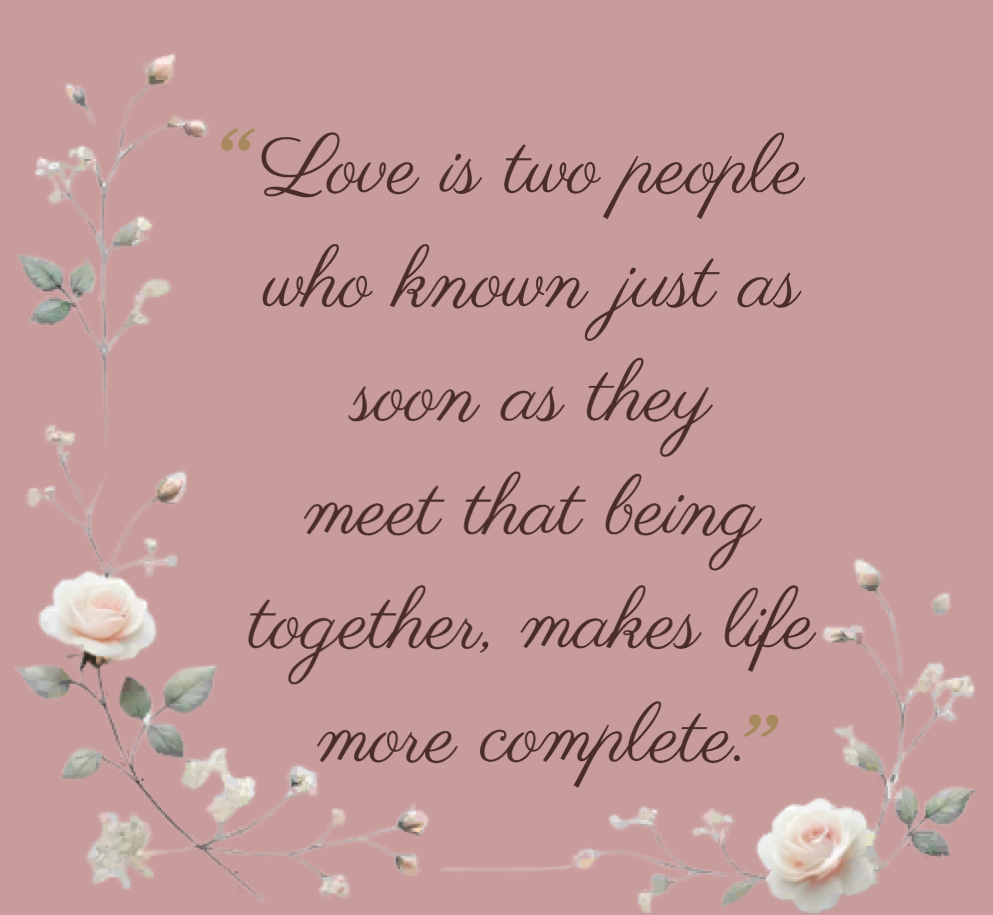 “Love is two people
who known just as
soon as they
meet that being
together, makes life
more complete.”